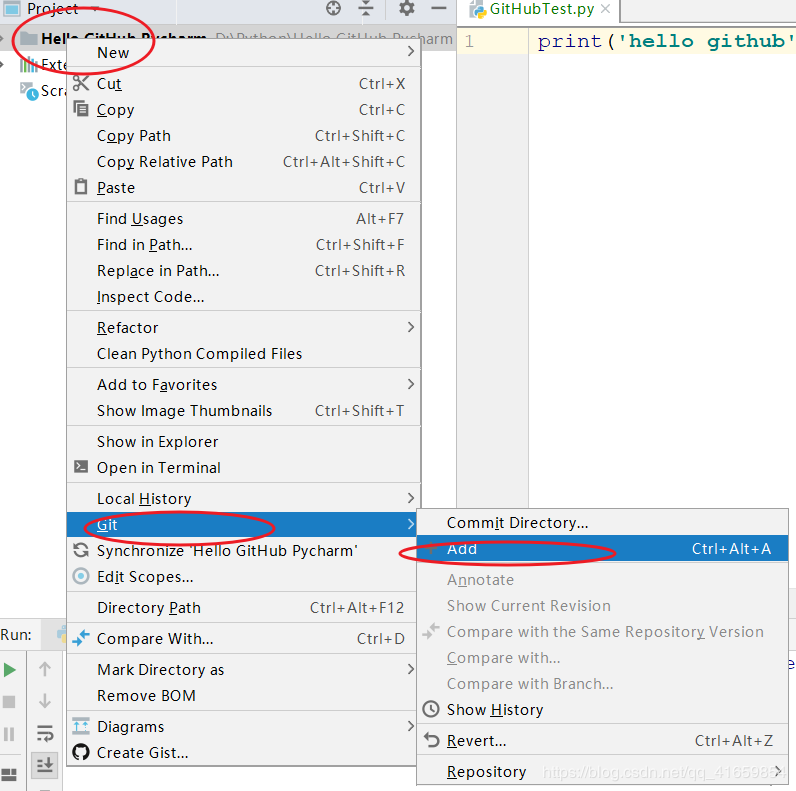 Project
GitHubTest.py
Hello GitHub Pycharm D:\Python\Hello GitHub Pycharm
1 print('hello github'
New
Exte
Scra
Cut Ctrl+X
Copy Ctrl+C
Copy Path Ctrl+Shift+C
Copy Relative Path Ctrl+Alt+Shift+C
Paste Ctrl+V
Find Usages Alt+F7
Find in Path... Ctrl+Shift+F
Replace in Path... Ctrl+Shift+R
Inspect Code...
Refactor
Clean Python Compiled Files
Add to Favorites
Show Image Thumbnails Ctrl+Shift+T
Show in Explorer
Open in Terminal
Local History
Git
Synchronize 'Hello GitHub Pycharm'
Edit Scopes...
Directory Path Ctrl+Alt+F12
Compare With... Ctrl+D
Mark Directory as
Remove BOM
Diagrams
Create Gist...
Commit Directory...
Add Ctrl+Alt+A
Annotate
Show Current Revision
Compare with the Same Repository Version
Compare with...
Compare with Branch...
Show History
Revert... Ctrl+Alt+Z
Repository
Run: